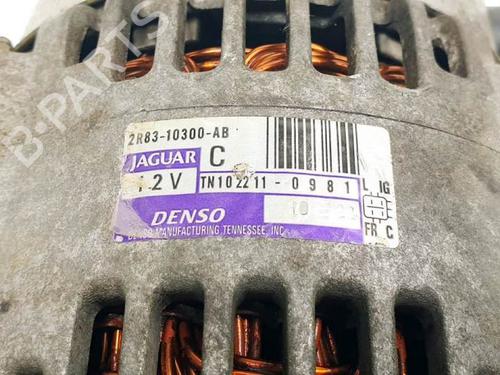 B-PARTS
2R83-10300-AB
JAGUAR C
12V TN102211-0981 L IG
DENSO
FR C
DENSO MANUFACTURING TENNESSEE, INC.